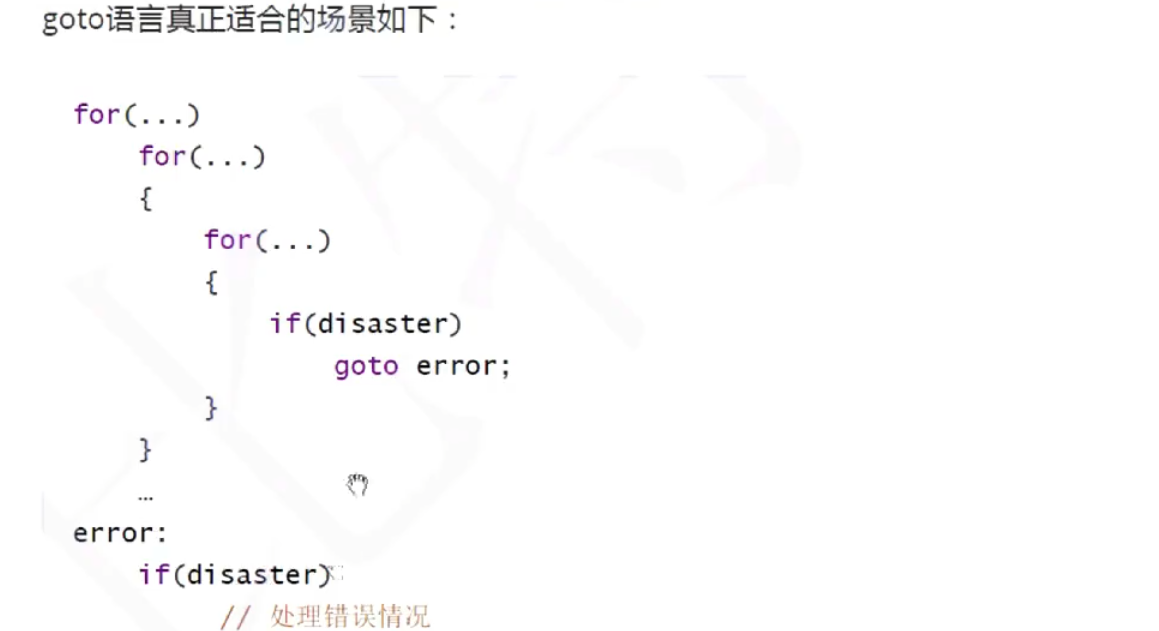 goto语言真正适合的场景如下：
for(...)
for(...)
{
for(...)
{
if(disaster)
goto error;
}
}
…
error:
if(disaster)
// 处理错误情况